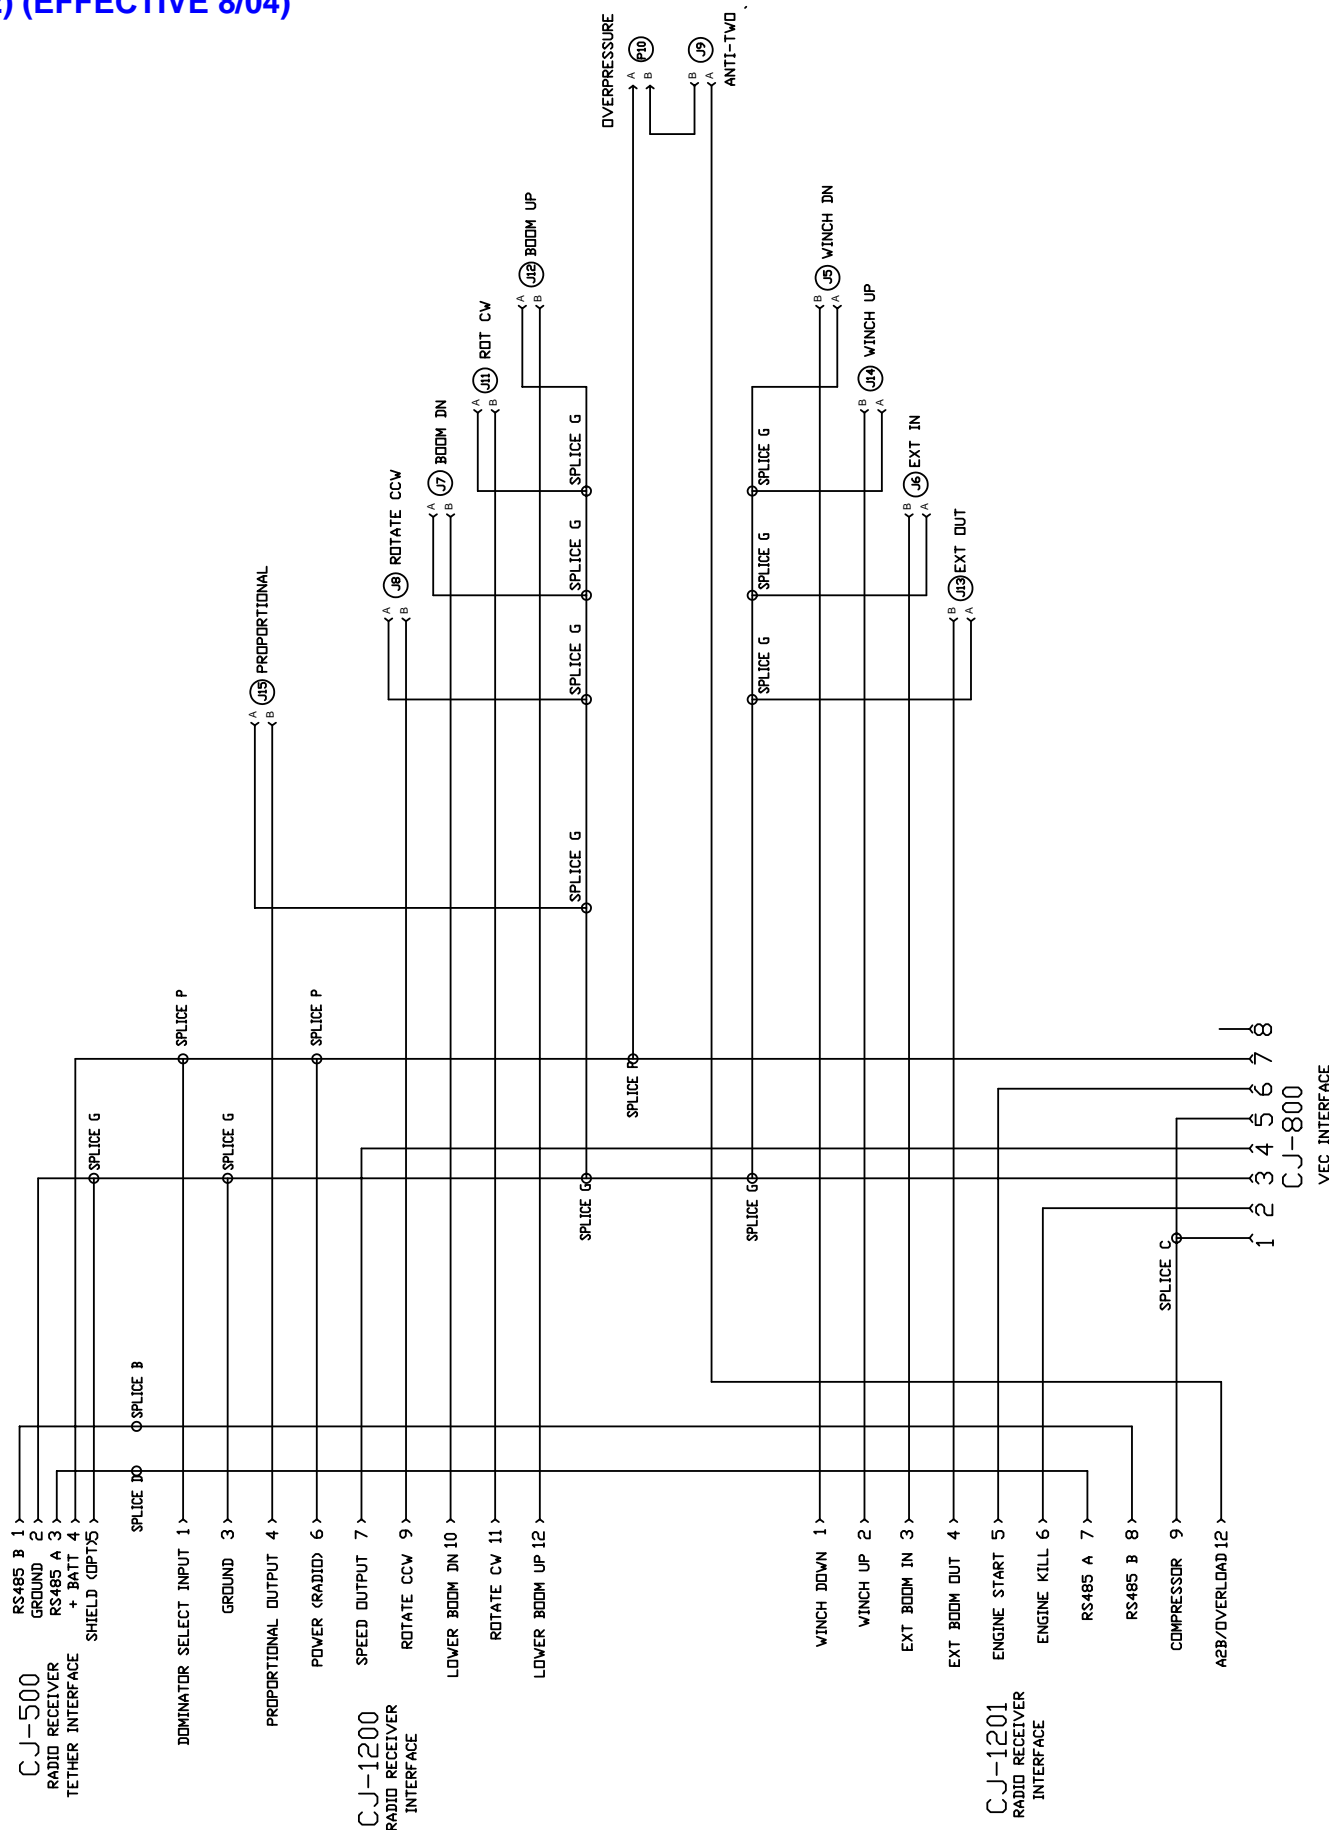 (EFFECTIVE 8/04)
OVERPRESSURE
A
B
P10
B
A
J9
ANTI-TWO
A
B
J12 BOOM UP
A
B
J11 ROT CW
A
B
J7 BOOM DN
A
B
J8 ROTATE CCW
A
B
J15 PROPORTIONAL
B
A
J5 WINCH DN
B
A
J14 WINCH UP
B
A
J6 EXT IN
B
A
J13 EXT OUT
SPLICE G
SPLICE G
SPLICE G
SPLICE G
SPLICE G
SPLICE G
SPLICE G
SPLICE P
SPLICE P
SPLICE R
SPLICE G
SPLICE G
SPLICE G
SPLICE G
SPLICE C
SPLICE B
SPLICE D
RS485 B 1
GROUND 2
RS485 A 3
+ BATT 4
SHIELD (OPT) 5
CJ-500
RADIO RECEIVER
TETHER INTERFACE
DOMINATOR SELECT INPUT 1
GROUND 3
PROPORTIONAL OUTPUT 4
POWER (RADIO) 6
SPEED OUTPUT 7
ROTATE CCW 9
LOWER BOOM DN 10
ROTATE CW 11
LOWER BOOM UP 12
CJ-1200
RADIO RECEIVER
INTERFACE
WINCH DOWN 1
WINCH UP 2
EXT BOOM IN 3
EXT BOOM OUT 4
ENGINE START 5
ENGINE KILL 6
RS485 A 7
RS485 B 8
COMPRESSOR 9
A2B/OVERLOAD 12
CJ-1201
RADIO RECEIVER
INTERFACE
1 2 3 4 5 6 7 8
CJ-800
VEC INTERFACE